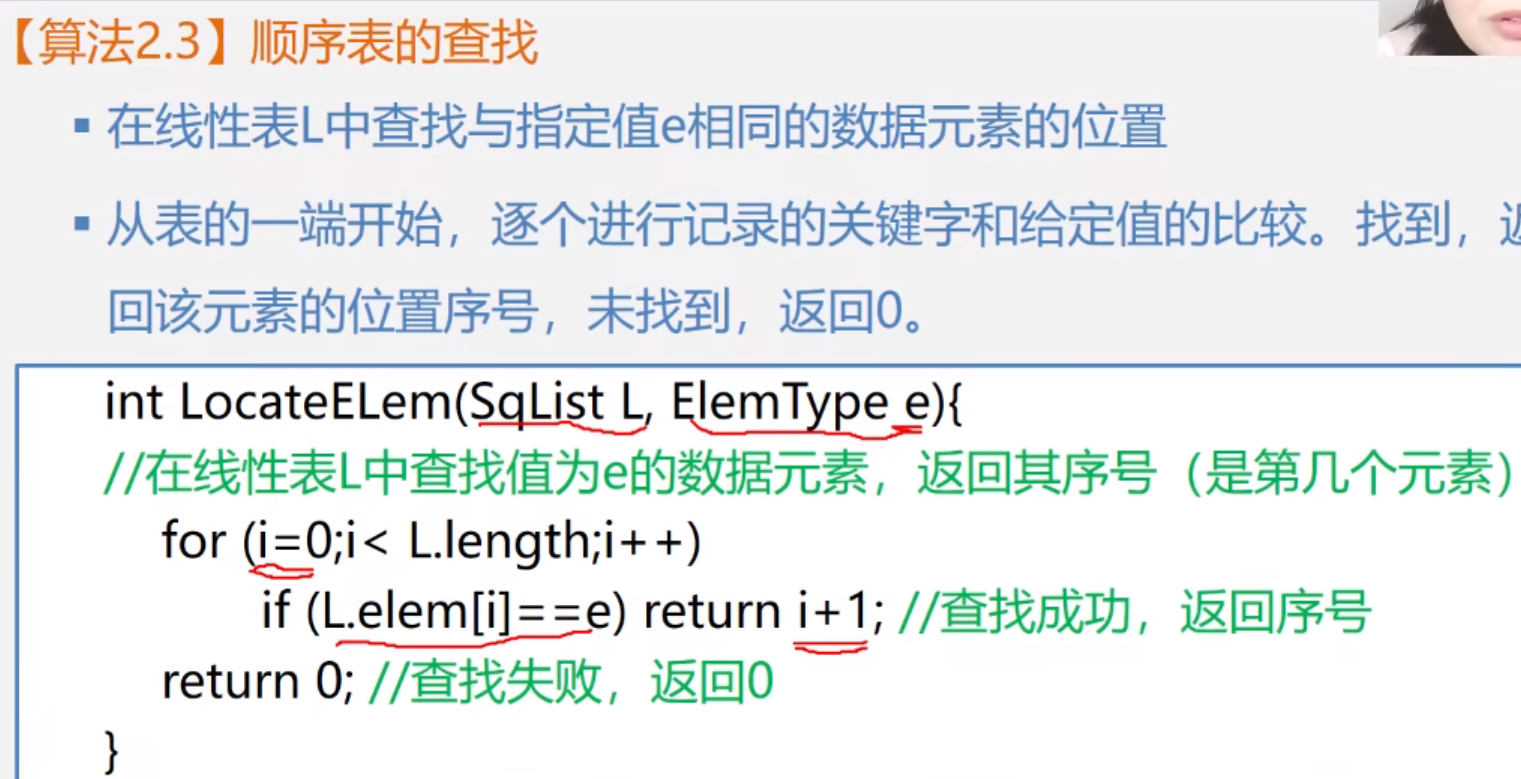 【算法2.3】顺序表的查找
▪ 在线性表L中查找与指定值e相同的数据元素的位置
▪ 从表的一端开始，逐个进行记录的关键字和给定值的比较。找到，返
回该元素的位置序号，未找到，返回0。
int LocateELem(SqList L, ElemType e){
//在线性表L中查找值为e的数据元素，返回其序号（是第几个元素）
for (i=0;i< L.length;i++)
if (L.elem[i]==e) return i+1; //查找成功，返回序号
return 0; //查找失败，返回0
}